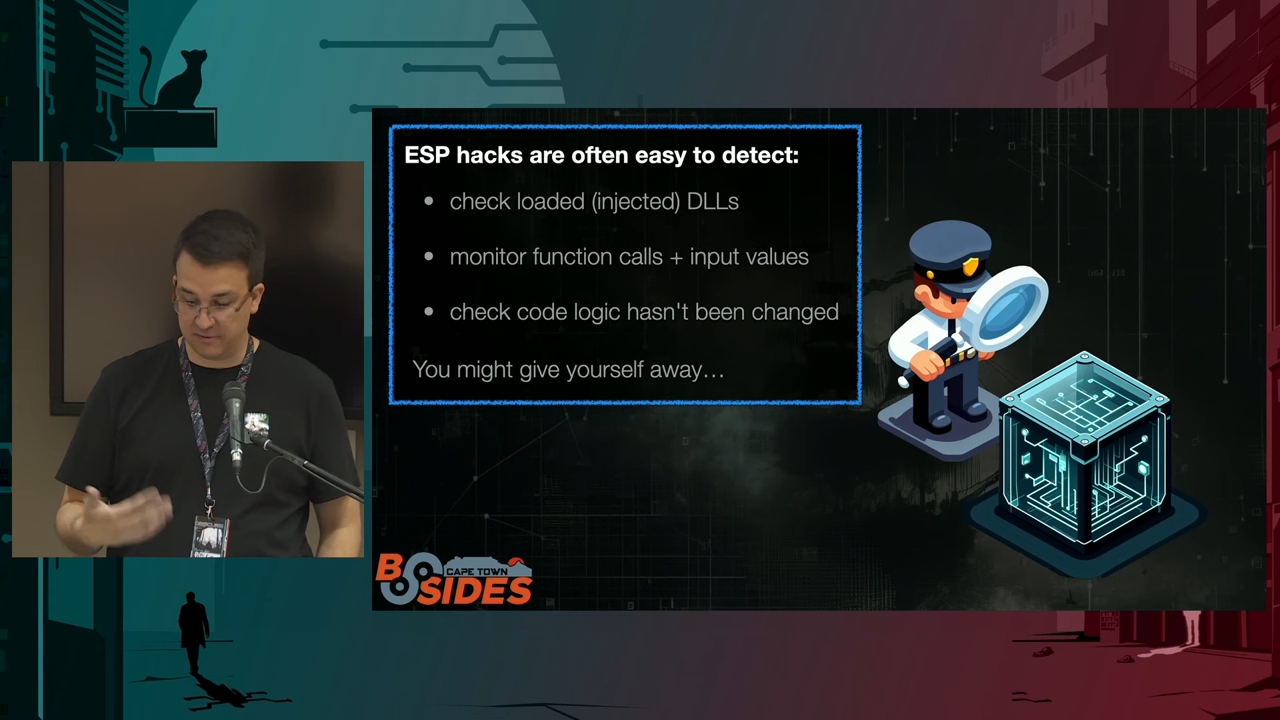 ESP hacks are often easy to detect:
• check loaded (injected) DLLs
• monitor function calls + input values
• check code logic hasn't been changed
You might give yourself away…
BSIDES
CAPE TOWN